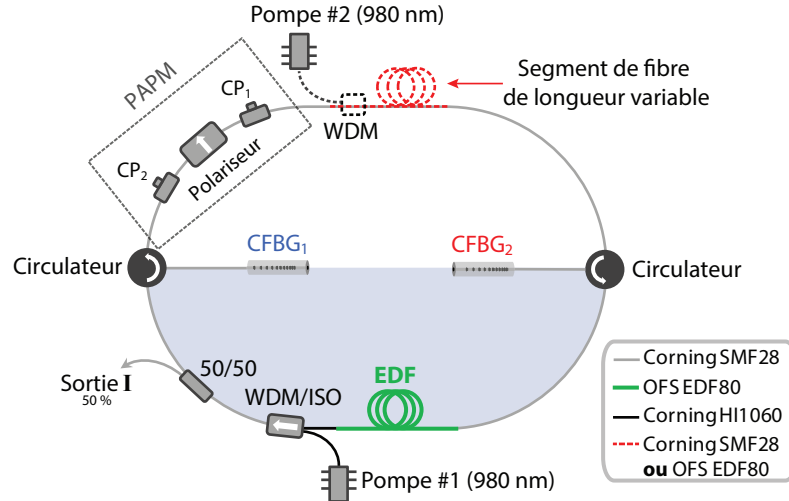 Pompe #2 (980 nm)
PAPM
CP1
Segment de fibre
de longueur variable
WDM
CP2
Polariseur
CFBG1
CFBG2
Circulateur
Circulateur
50/50
Sortie I
50 %
WDM/ISO
EDF
Pompe #1 (980 nm)
Corning SMF28
OFS EDF80
Corning HI1060
Corning SMF28
ou OFS EDF80